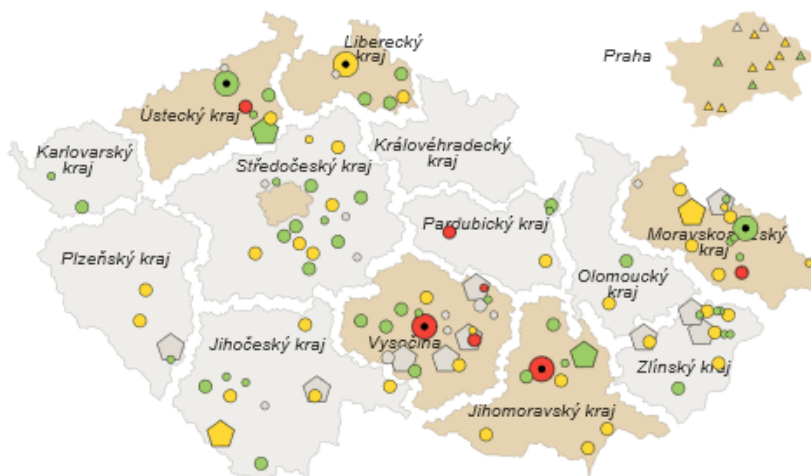 Liberecký
kraj
Praha
Ústecký kraj
Karlovarský
kraj
Středočeský kraj
Královéhradecký
kraj
Pardubický kraj
Moravskoslezský
kraj
Plzeňský kraj
Olomoucký
kraj
Jihočeský kraj
Vysočina
Zlínský kraj
Jihomoravský kraj